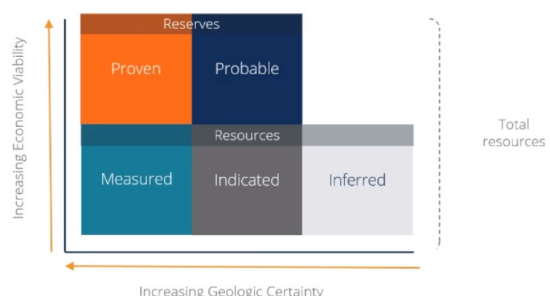 Increasing Economic Viability
Reserves
Proven
Probable
Resources
Measured
Indicated
Inferred
Total
resources
Increasing Geologic Certainty